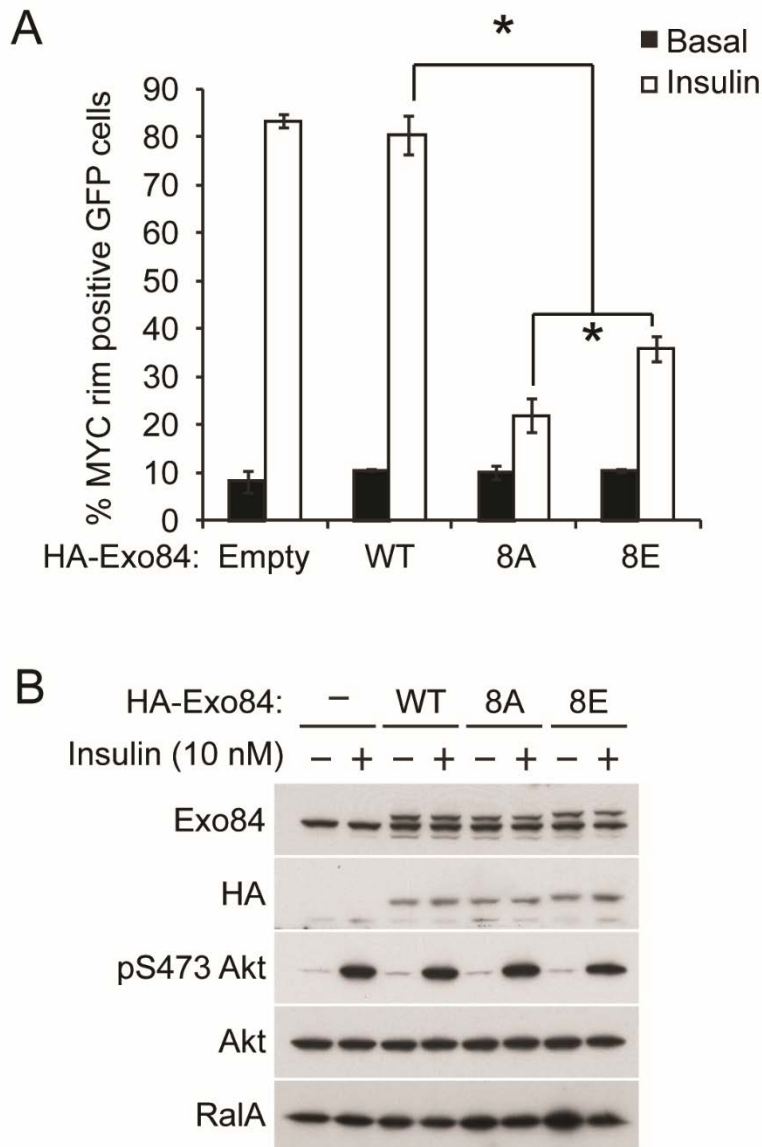 A
*
Basal
Insulin
% MYC rim positive GFP cells
90
80
70
60
50
40
30
20
10
0
*
HA-Exo84: Empty WT 8A 8E
B
HA-Exo84: – WT 8A 8E
Insulin (10 nM) – + – + – + – +
Exo84
HA
pS473 Akt
Akt
RalA